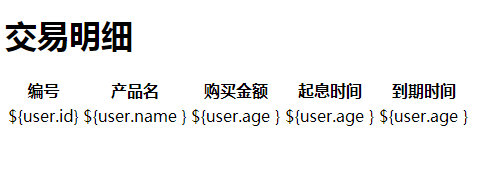 交易明细
编号 产品名 购买金额 起息时间 到期时间
${user.id} ${user.name } ${user.age } ${user.age } ${user.age }